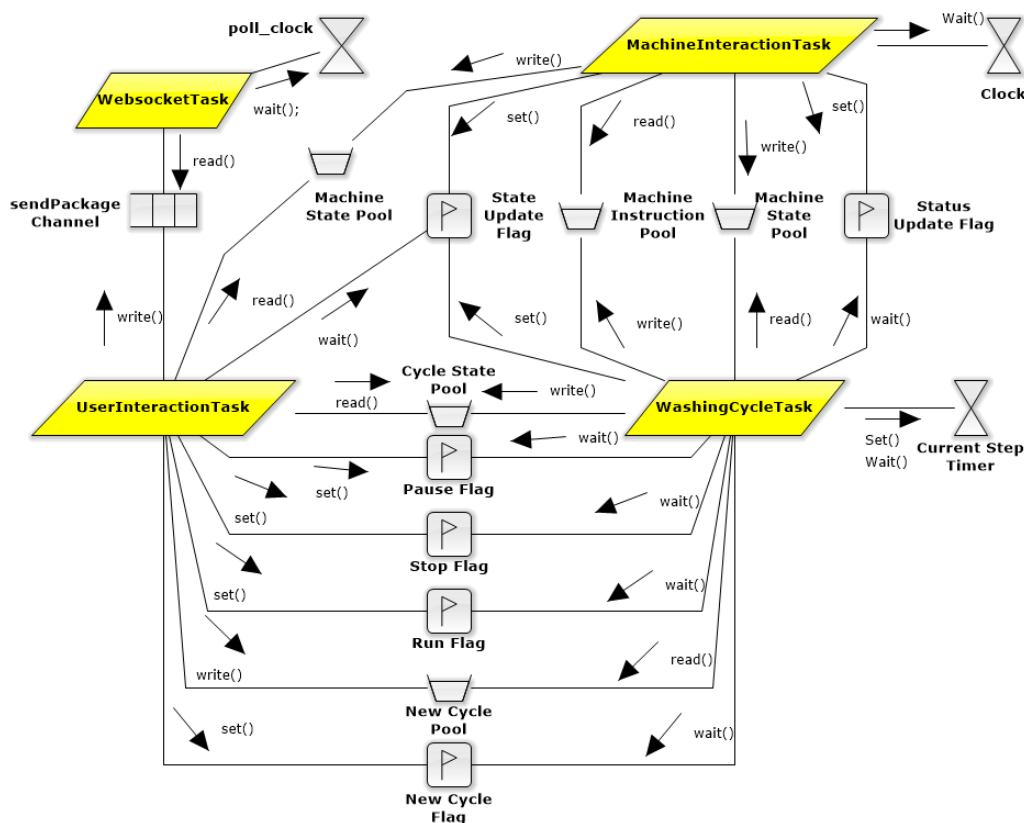 Wait()
poll_clock
MachineInteractionTask
write()
Clock
WebsocketTask
wait();
set()
read()
set()
write()
read()
sendPackage
Channel
Machine
State Pool
State
Update
Flag
Machine
Instruction
Pool
Machine
State
Pool
Status
Update Flag
read()
write()
set()
write()
read()
wait()
wait()
Cycle State
Pool
read()
write()
UserInteractionTask
WashingCycleTask
wait()
Set()
Wait()
Current Step
Timer
Pause Flag
set()
wait()
set()
Stop Flag
wait()
set()
Run Flag
read()
write()
New Cycle
Pool
set()
wait()
New Cycle
Flag